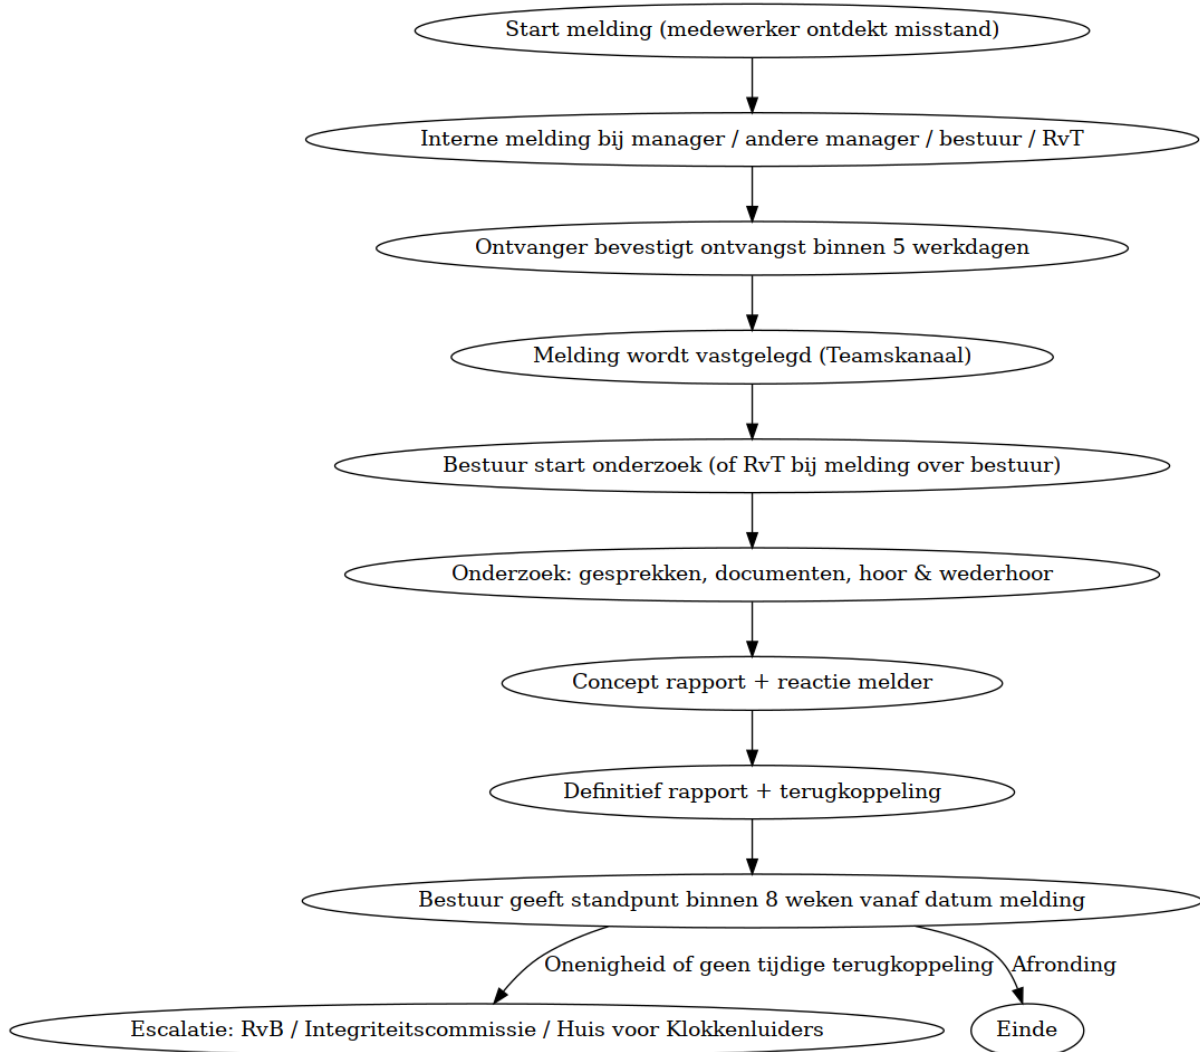 Start melding (medewerker ontdekt misstand)
Interne melding bij manager / andere manager / bestuur / RvT
Ontvanger bevestigt ontvangst binnen 5 werkdagen
Melding wordt vastgelegd (Teamskanaal)
Bestuur start onderzoek (of RvT bij melding over bestuur)
Onderzoek: gesprekken, documenten, hoor & wederhoor
Concept rapport + reactie melder
Definitief rapport + terugkoppeling
Bestuur geeft standpunt binnen 8 weken vanaf datum melding
Onenigheid of geen tijdige terugkoppeling
Afronding
Escalatie: RvB / Integriteitscommissie / Huis voor Klokkenluiders
Einde